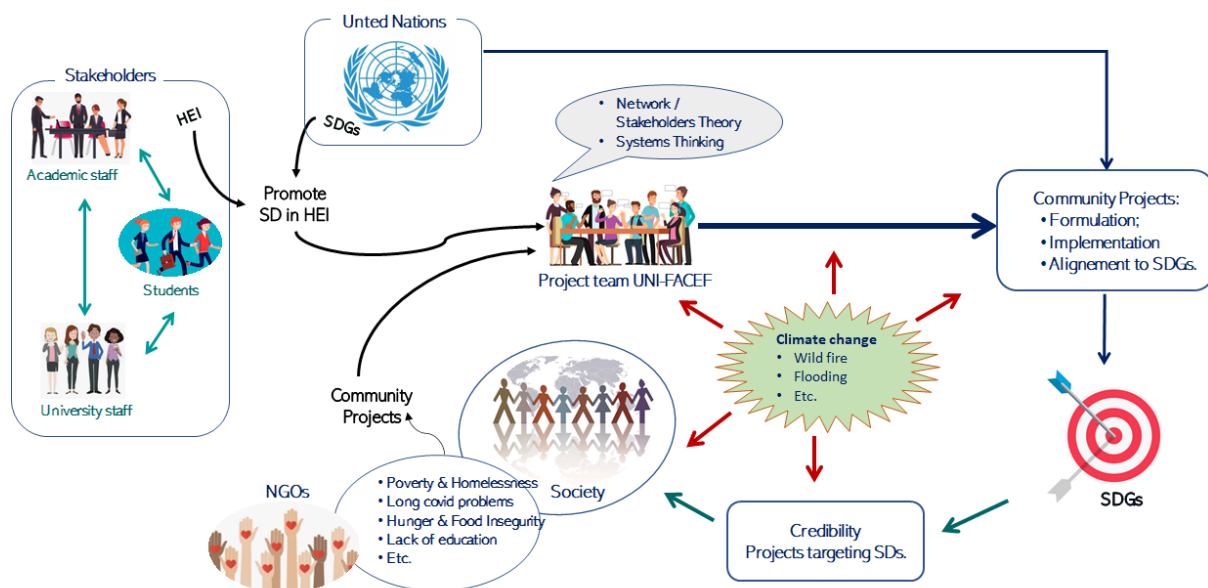 Unted Nations
SDGs
Stakeholders
HEI
Academic staff
Students
University staff
Promote
SD in HEI
• Network /
Stakeholders Theory
• Systems Thinking
Project team UNI-FACEF
Community Projects:
• Formulation;
• Implementation
• Alignement to SDGs.
Climate change
• Wild fire
• Flooding
• Etc.
Community
Projects
Society
NGOs
• Poverty & Homelessness
• Long covid problems
• Hunger & Food Insegurity
• Lack of education
• Etc.
Credibility
Projects targeting SDs.
SDGs